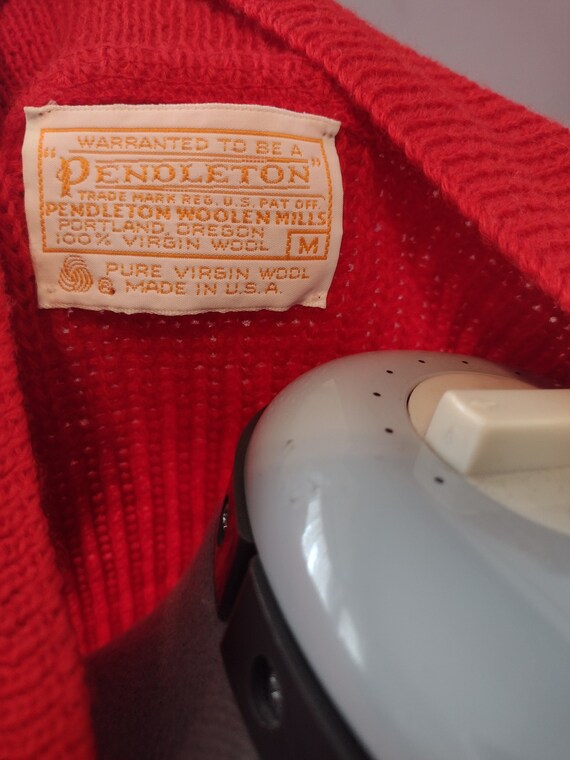 WARRANTED TO BE A
"PENDLETON"
TRADE MARK REG. U.S. PAT OFF.
PENDLETON WOOLEN MILLS
PORTLAND, OREGON
100% VIRGIN WOOL M
PURE VIRGIN WOOL
® MADE IN U.S.A.